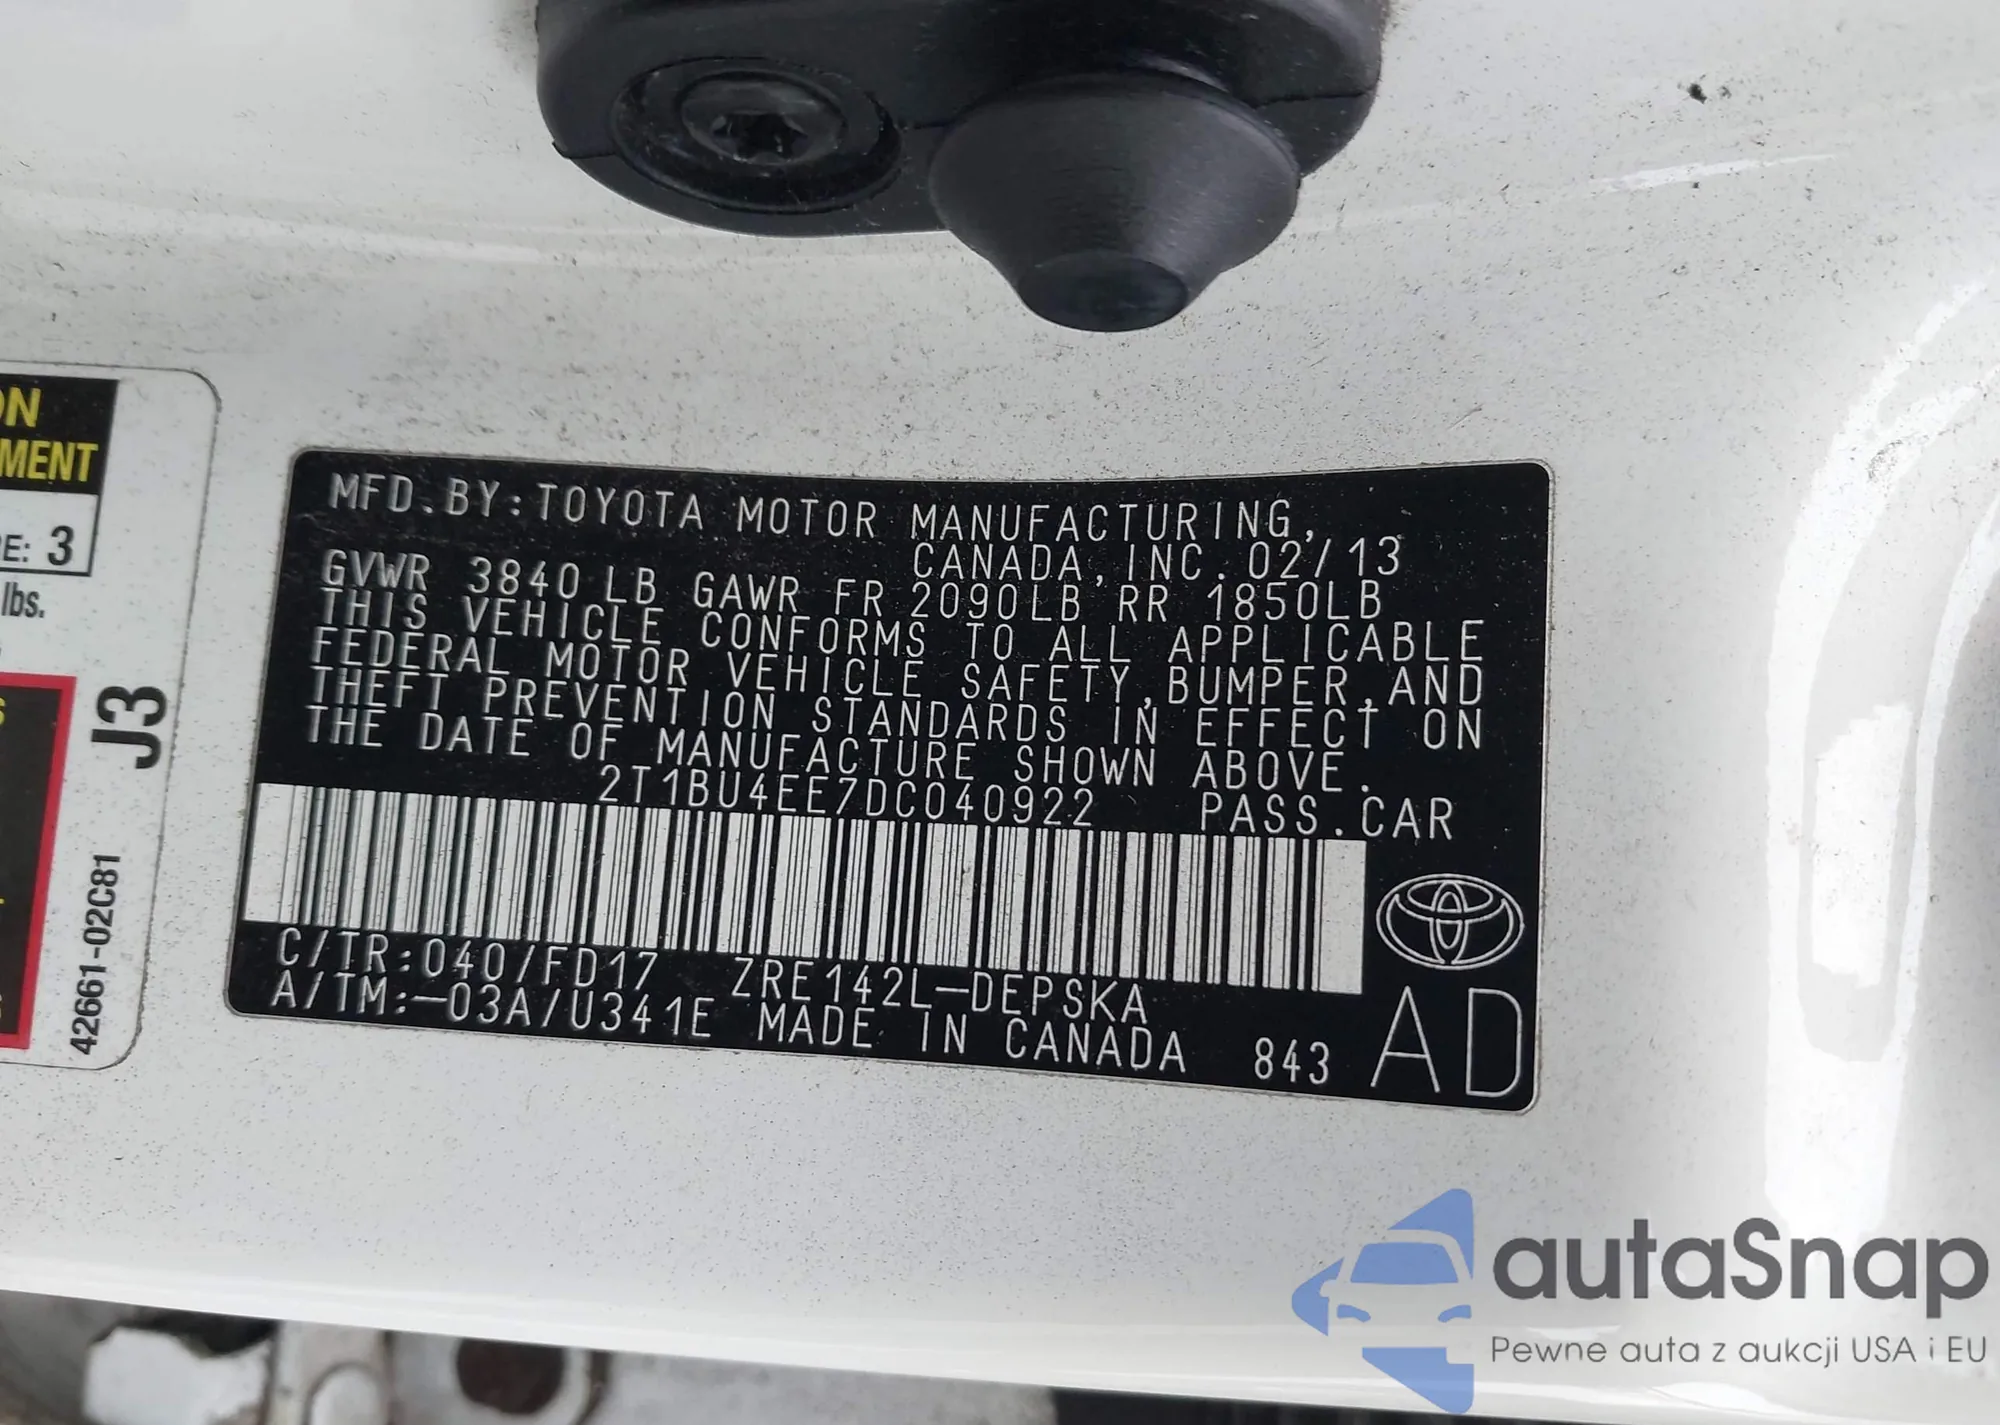 MFD.BY:TOYOTA MOTOR MANUFACTURING,
CANADA,INC.02/13
GVWR 3840LB GAWR FR 2090LB RR 1850LB
THIS VEHICLE CONFORMS TO ALL APPLICABLE
FEDERAL MOTOR VEHICLE SAFETY,BUMPER,AND
THEFT PREVENTION STANDARDS IN EFFECT ON
THE DATE OF MANUFACTURE SHOWN ABOVE.
2T1BU4EE7DC040922 PASS.CAR
C/TR:040/FD17 ZRE142L-DEPSKA
A/TM:-03A/U341E MADE IN CANADA 843
AD
ON
MENT
E: 3
lbs.
J3
42661-02C81
autaSnap
Pewne auta z aukcji USA i EU